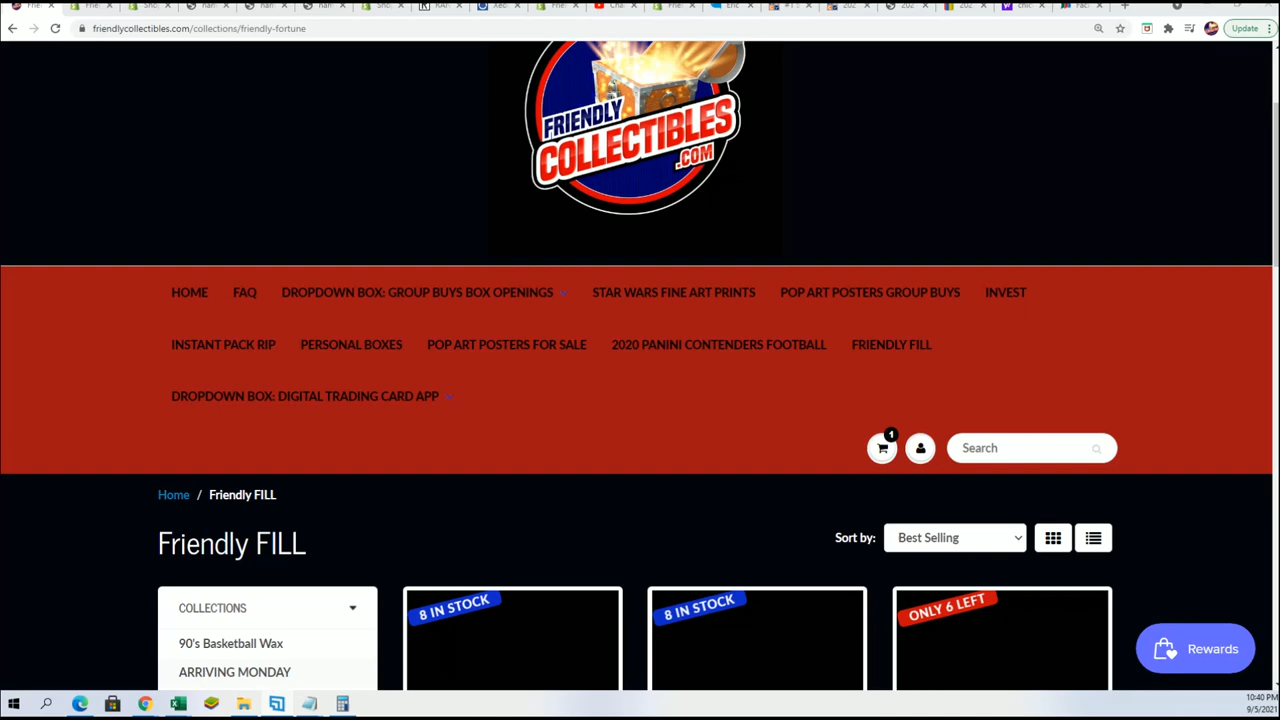 friendlycollectibles.com/collections/friendly-fortune
Update
FRIENDLY
COLLECTIBLES
.COM
HOME FAQ DROPDOWN BOX: GROUP BUYS BOX OPENINGS STAR WARS FINE ART PRINTS POP ART POSTERS GROUP BUYS INVEST
INSTANT PACK RIP PERSONAL BOXES POP ART POSTERS FOR SALE 2020 PANINI CONTENDERS FOOTBALL FRIENDLY FILL
DROPDOWN BOX: DIGITAL TRADING CARD APP
1
Search
Home / Friendly FILL
Friendly FILL
Sort by: Best Selling
COLLECTIONS
8 IN STOCK 8 IN STOCK ONLY 6 LEFT
90's Basketball Wax
ARRIVING MONDAY
Rewards
10:40 PM
9/5/2021